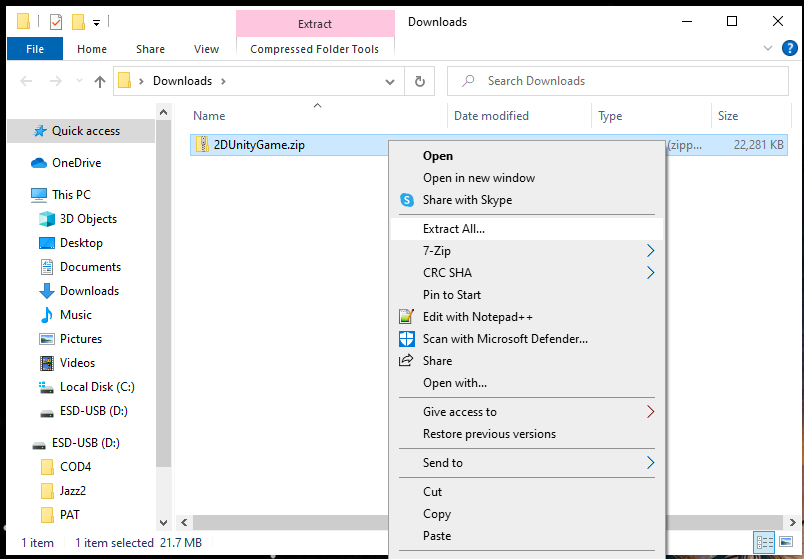 Extract
Downloads
File
Home
Share
View
Compressed Folder Tools
?
Downloads
Search Downloads
Name
Date modified
Type
Size
Quick access
2DUnityGame.zip
(zipp...
22,281 KB
OneDrive
This PC
3D Objects
Desktop
Documents
Downloads
Music
Pictures
Videos
Local Disk (C:)
ESD-USB (D:)
ESD-USB (D:)
COD4
Jazz2
PAT
Open
Open in new window
S
Share with Skype
Extract All...
7-Zip
CRC SHA
Pin to Start
Edit with Notepad++
Scan with Microsoft Defender...
Share
Open with...
Give access to
Restore previous versions
Send to
Cut
Copy
Paste
1 item
1 item selected 21.7 MB